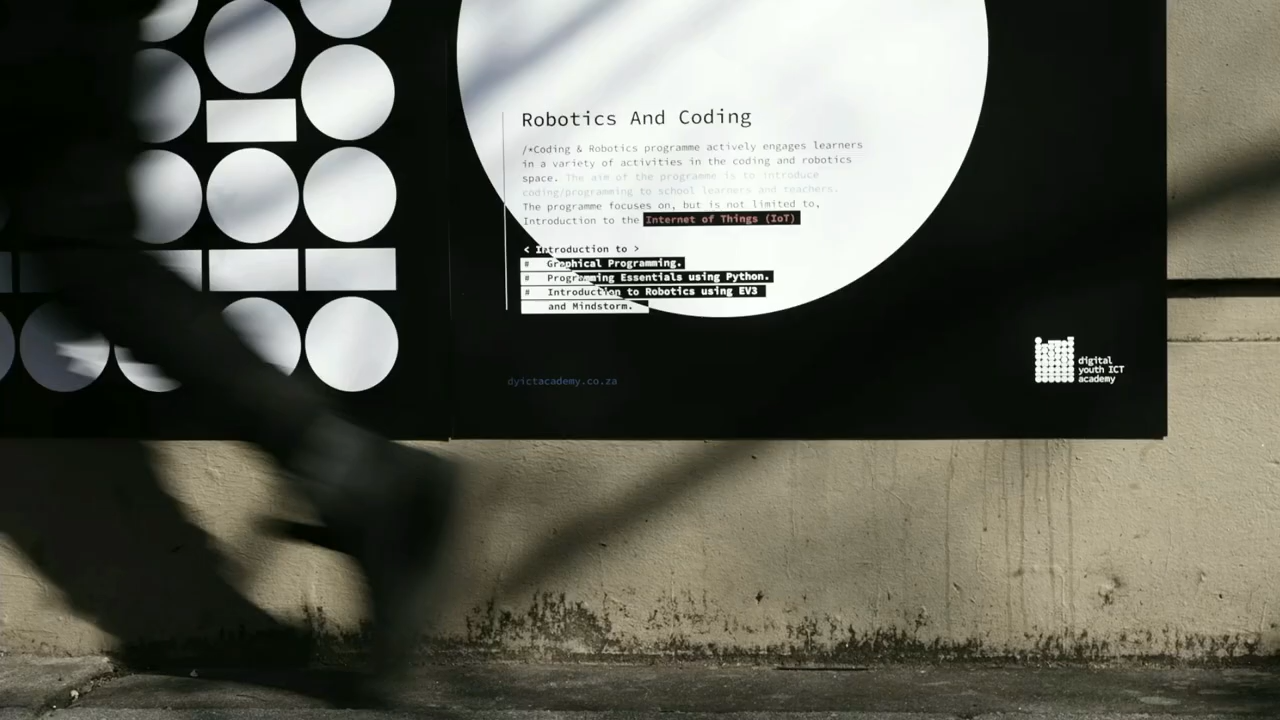 Robotics And Coding
/*Coding & Robotics programme actively engages learners
in a variety of activities in the coding and robotics
space. The aim of the programme is to introduce
coding/programming to school learners and teachers.
The programme focuses on, but is not limited to,
Introduction to the Internet of Things (IoT)
< Introduction to >
# Graphical Programming.
# Programming Essentials using Python.
# Introduction to Robotics using EV3
and Mindstorm.
dyictacademy.co.za
digital
youth ICT
academy